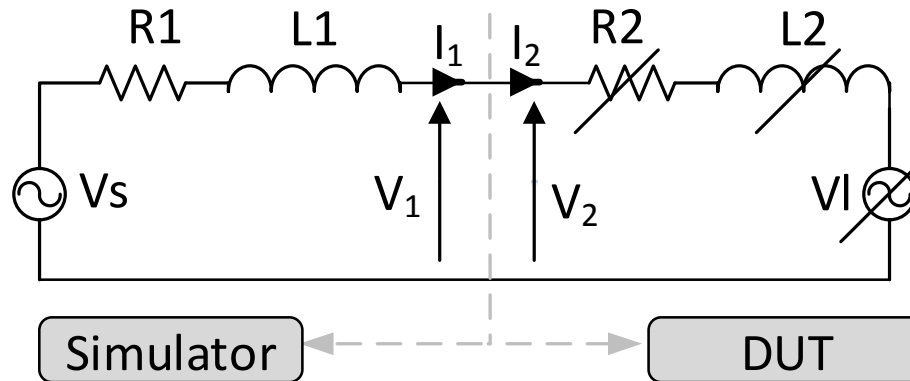 R1 L1 I₁ I₂ R2 L2
Vs V₁ V₂ Vl
Simulator DUT